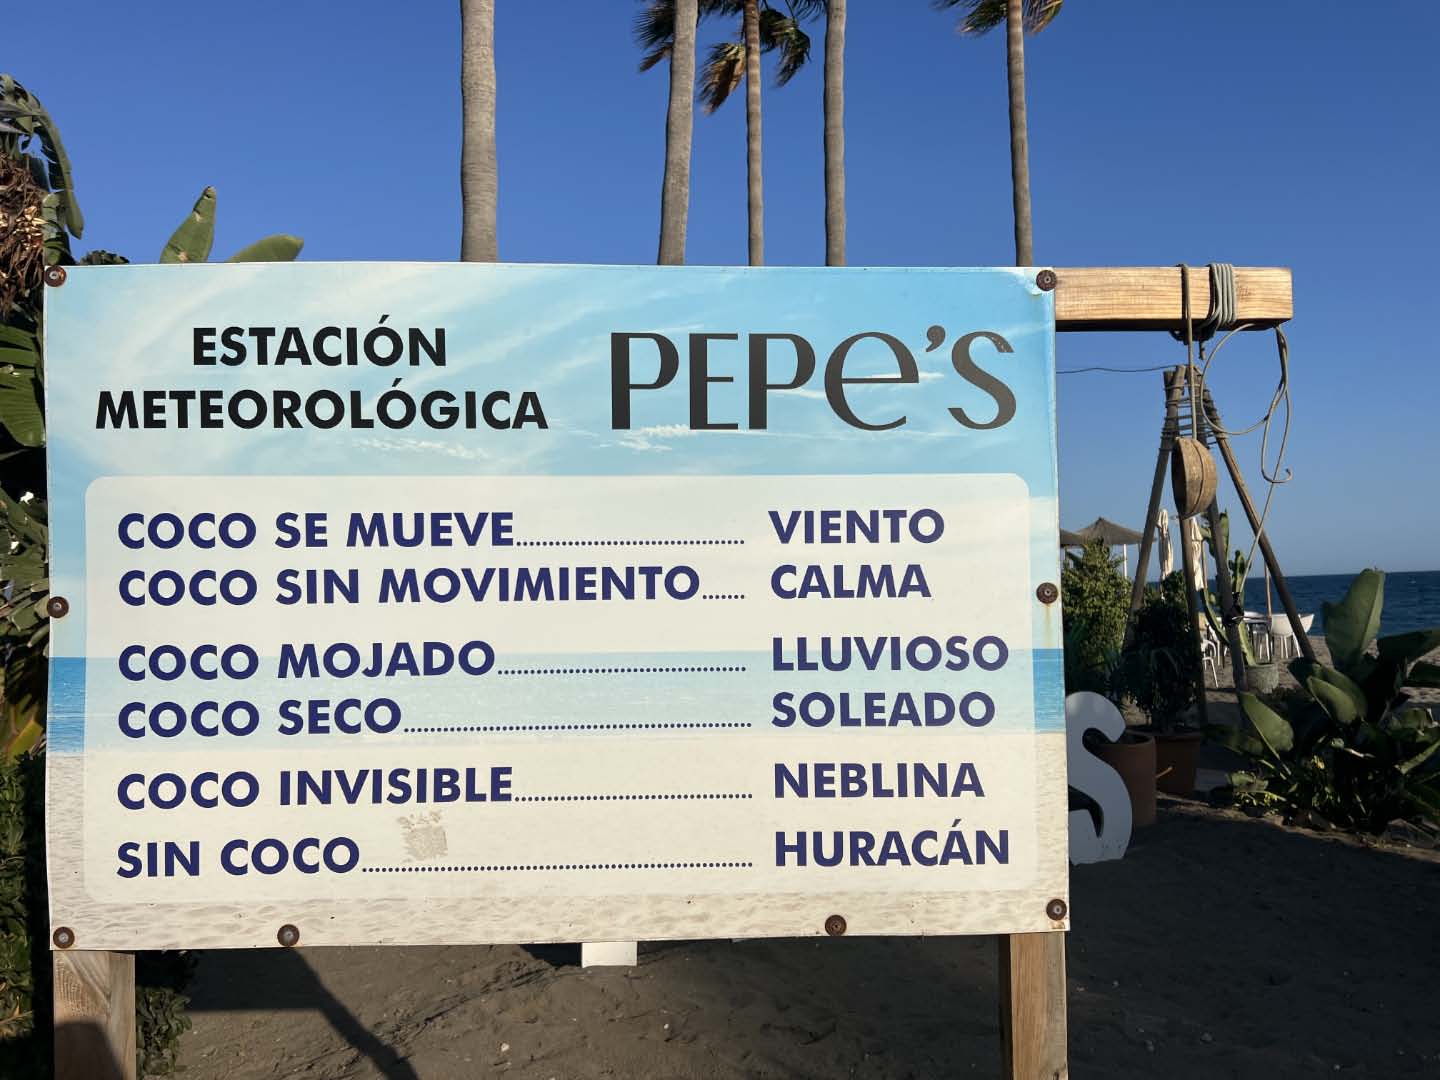 ESTACIÓN
METEOROLÓGICA
PEPe's
COCO SE MUEVE........ VIENTO
COCO SIN MOVIMIENTO....... CALMA
COCO MOJADO........ LLUVIOSO
COCO SECO........ SOLEADO
COCO INVISIBLE........ NEBLINA
SIN COCO........ HURACÁN
S